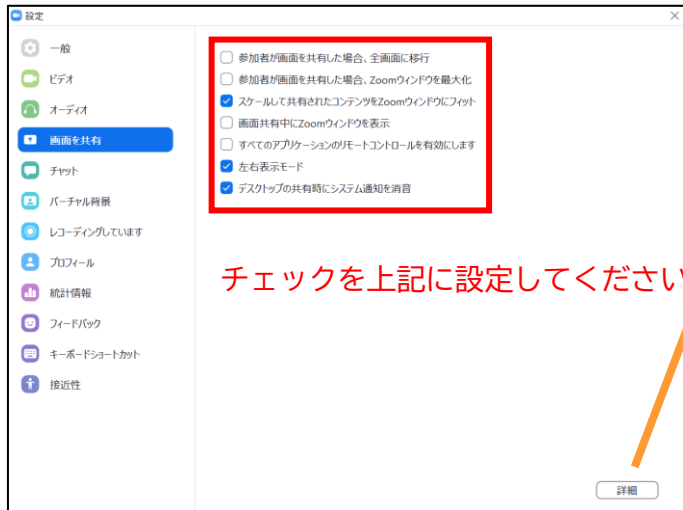 設定
一般
ビデオ
オーディオ
画面を共有
チャット
バーチャル背景
レコーディングしています
プロフィール
統計情報
フィードバック
キーボードショートカット
接近性
参加者が画面を共有した場合、全画面に移行
参加者が画面を共有した場合、Zoomウィンドウを最大化
スケールして共有されたコンテンツをZoomウィンドウにフィット
画面共有中にZoomウィンドウを表示
すべてのアプリケーションのリモートコントロールを有効にします
左右表示モード
デスクトップの共有時にシステム通知を消音
チェックを上記に設定してください
詳細